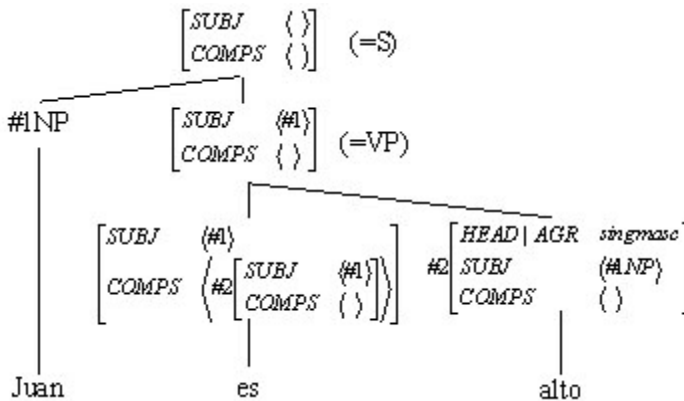 [SUBJ ⟨ ⟩]
[COMPS ⟨ ⟩] (=S)
#1NP
[SUBJ ⟨#1⟩]
[COMPS ⟨ ⟩] (=VP)
[SUBJ ⟨#1⟩]
[COMPS ⟨#2[SUBJ ⟨#1⟩]
[COMPS ⟨ ⟩]⟩]
#2[HEAD | AGR singmasc]
[SUBJ ⟨#1NP⟩]
[COMPS ⟨ ⟩]
Juan es alto